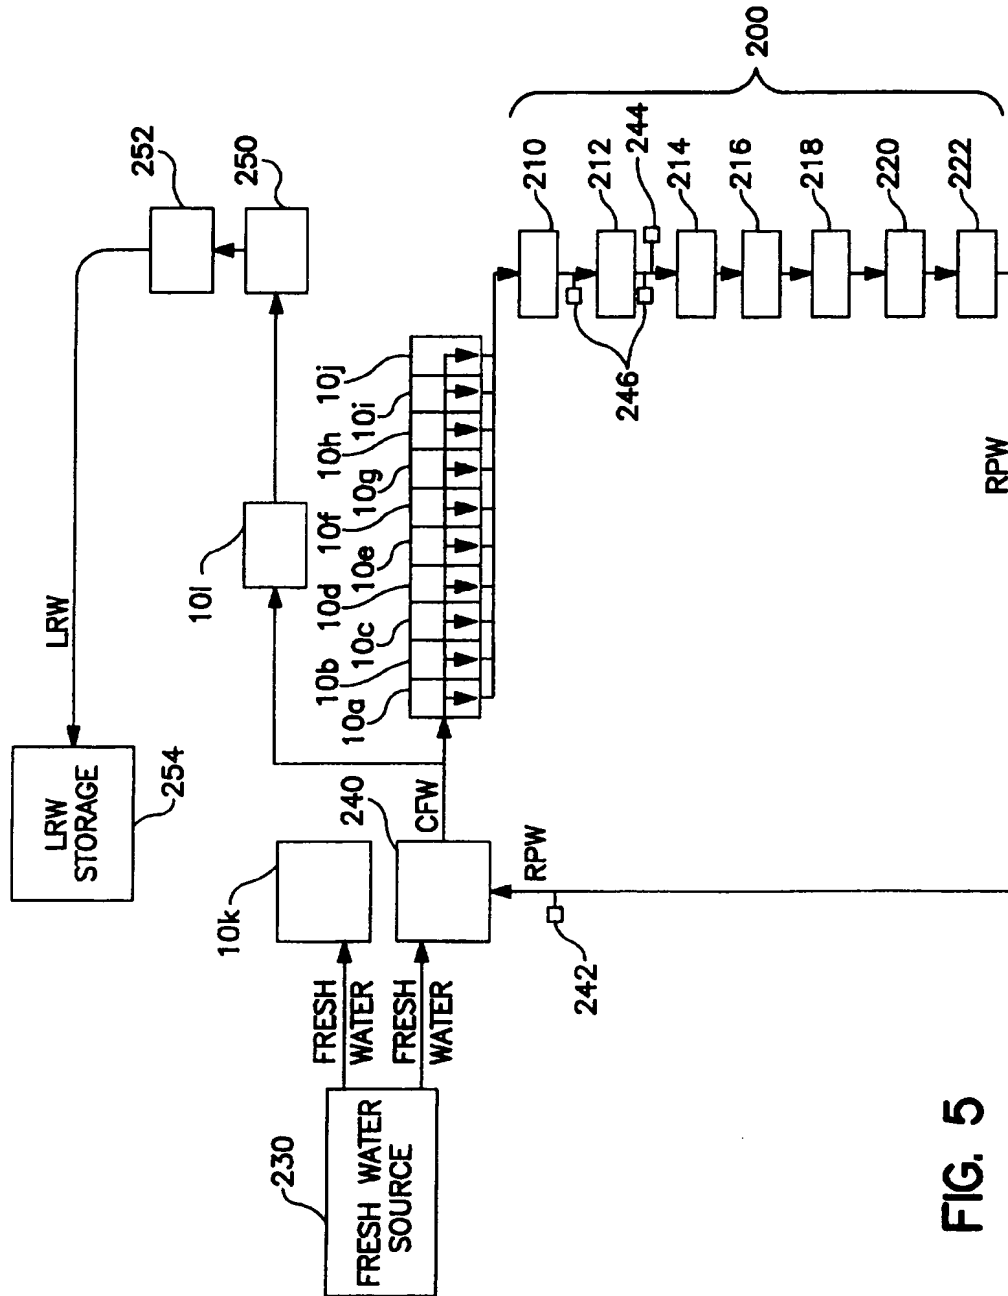 LRW
STORAGE
254
LRW
252
250
10l
10k
240
CFW
10a
10b
10c
10d
10e
10f
10g
10h
10i
10j
FRESH
WATER
FRESH
WATER
230
FRESH WATER
SOURCE
RPW
242
210
212
244
214
216
218
220
222
200
246
RPW
FIG. 5